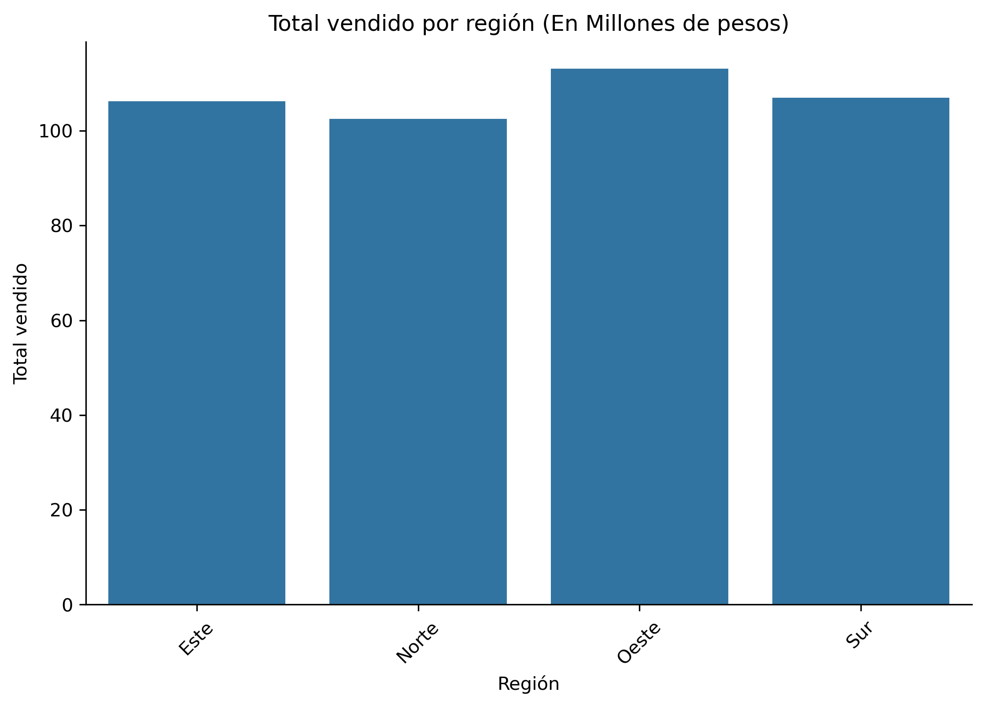 Total vendido por región (En Millones de pesos)
Total vendido
100
80
60
40
20
0
Este
Norte
Oeste
Sur
Región